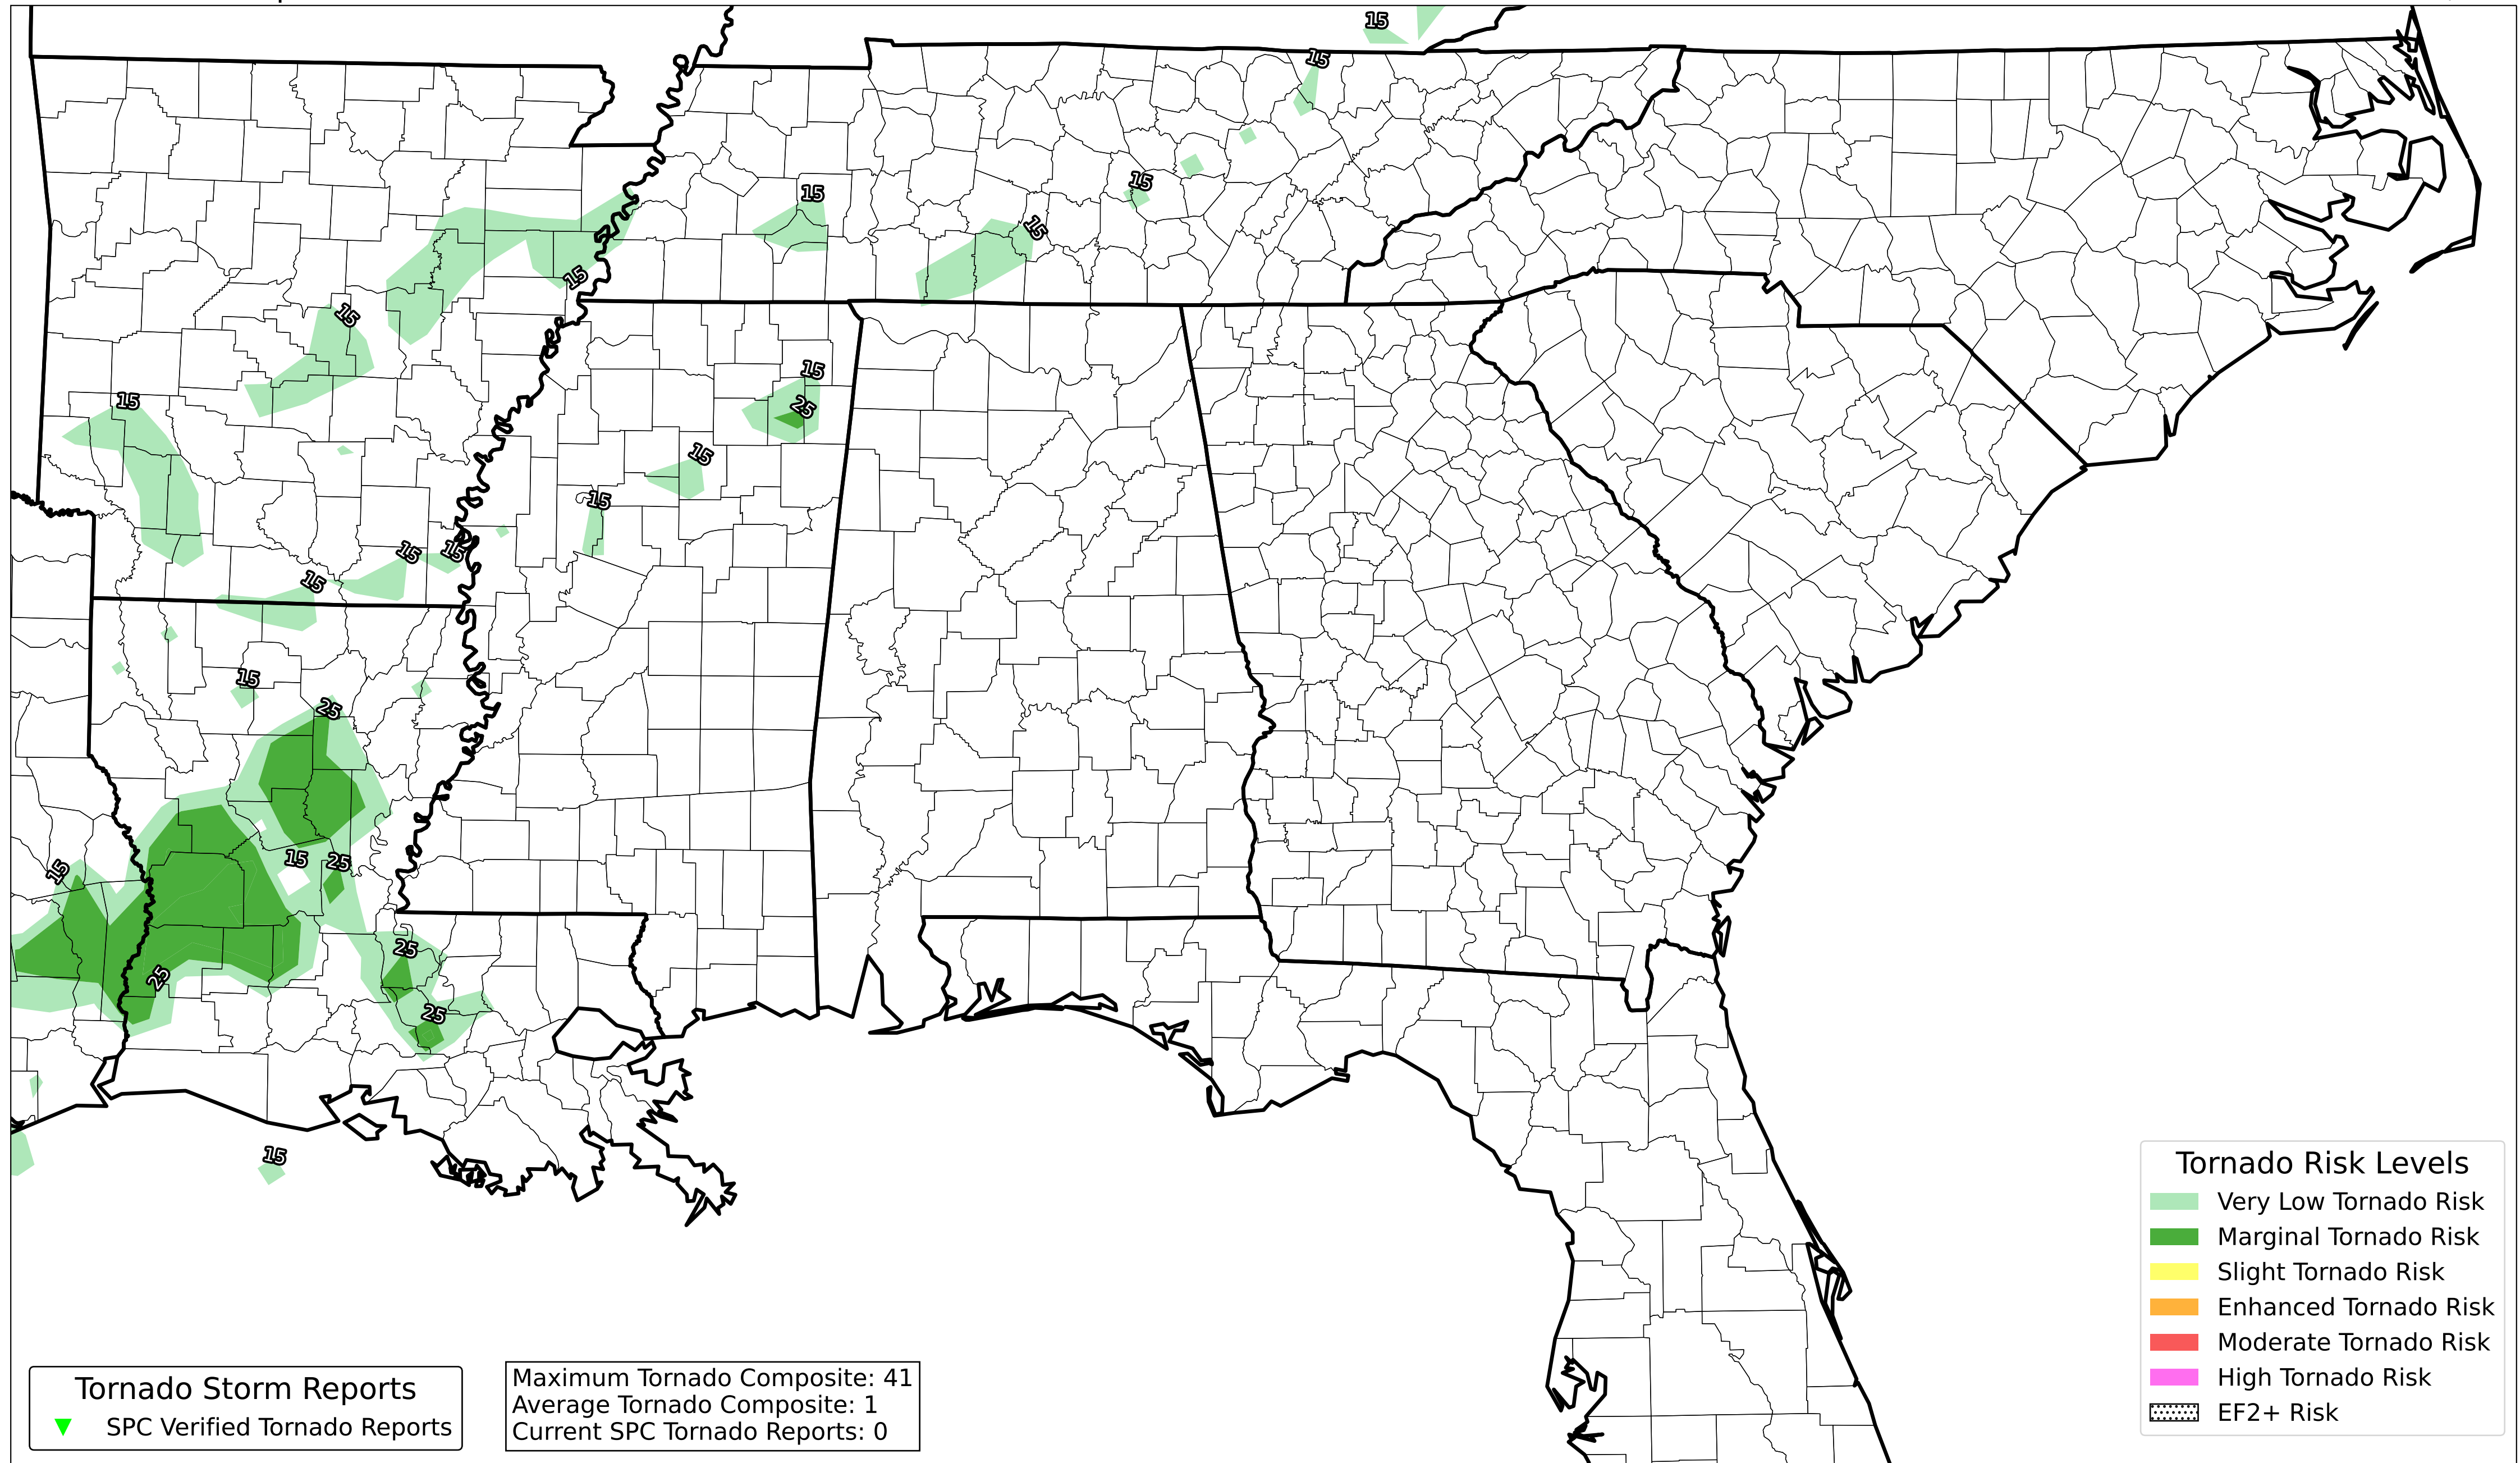 15
15
15
15
15
15
15
15
25
15
15
15
15
15
15
15
25
15
25
15
25
25
25
15
Tornado Risk Levels
Very Low Tornado Risk
Marginal Tornado Risk
Slight Tornado Risk
Enhanced Tornado Risk
Moderate Tornado Risk
High Tornado Risk
EF2+ Risk
Tornado Storm Reports
SPC Verified Tornado Reports
Maximum Tornado Composite: 41
Average Tornado Composite: 1
Current SPC Tornado Reports: 0